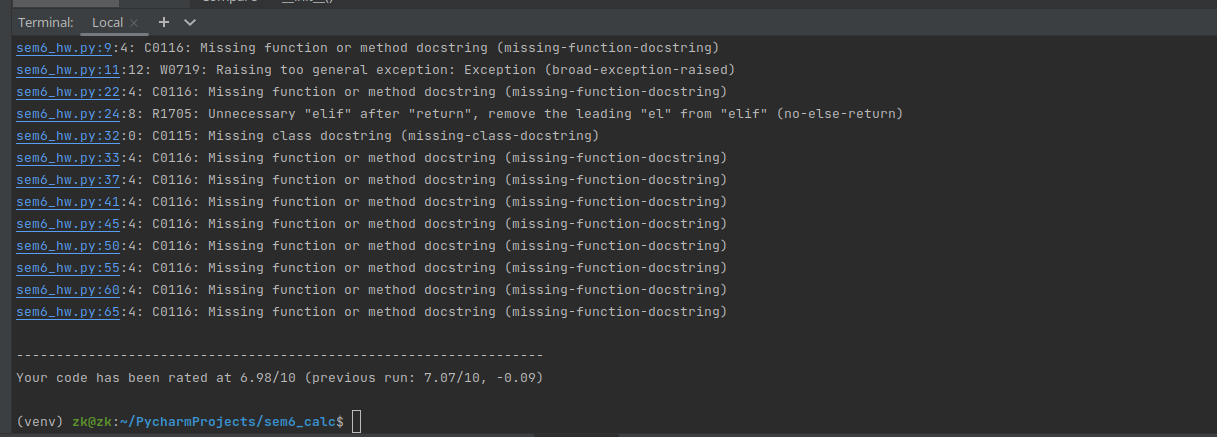 Terminal: Local × +
sem6_hw.py:9:4: C0116: Missing function or method docstring (missing-function-docstring)
sem6_hw.py:11:12: W0719: Raising too general exception: Exception (broad-exception-raised)
sem6_hw.py:22:4: C0116: Missing function or method docstring (missing-function-docstring)
sem6_hw.py:24:8: R1705: Unnecessary "elif" after "return", remove the leading "el" from "elif" (no-else-return)
sem6_hw.py:32:0: C0115: Missing class docstring (missing-class-docstring)
sem6_hw.py:33:4: C0116: Missing function or method docstring (missing-function-docstring)
sem6_hw.py:37:4: C0116: Missing function or method docstring (missing-function-docstring)
sem6_hw.py:41:4: C0116: Missing function or method docstring (missing-function-docstring)
sem6_hw.py:45:4: C0116: Missing function or method docstring (missing-function-docstring)
sem6_hw.py:50:4: C0116: Missing function or method docstring (missing-function-docstring)
sem6_hw.py:55:4: C0116: Missing function or method docstring (missing-function-docstring)
sem6_hw.py:60:4: C0116: Missing function or method docstring (missing-function-docstring)
sem6_hw.py:65:4: C0116: Missing function or method docstring (missing-function-docstring)
------------------------------------------------------------------
Your code has been rated at 6.98/10 (previous run: 7.07/10, -0.09)
(venv) zk@zk:~/PycharmProjects/sem6_calc$